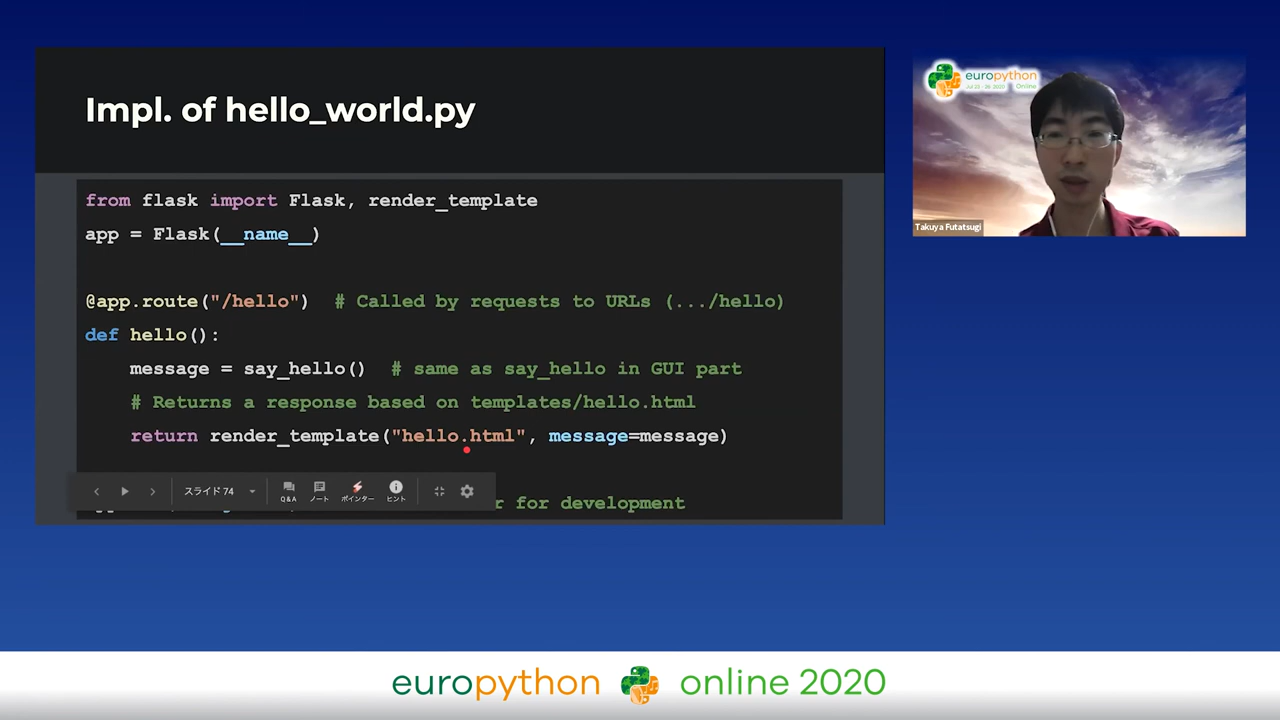 Impl. of hello_world.py
from flask import Flask, render_template
app = Flask(__name__)
@app.route("/hello")  # Called by requests to URLs (.../hello)
def hello():
    message = say_hello()  # same as say_hello in GUI part
    # Returns a response based on templates/hello.html
    return render_template("hello.html", message=message)
スライド 74
Q&A ノート ポインター ヒント
for development
europython
Online
Takuya Futatsugi
europython online 2020